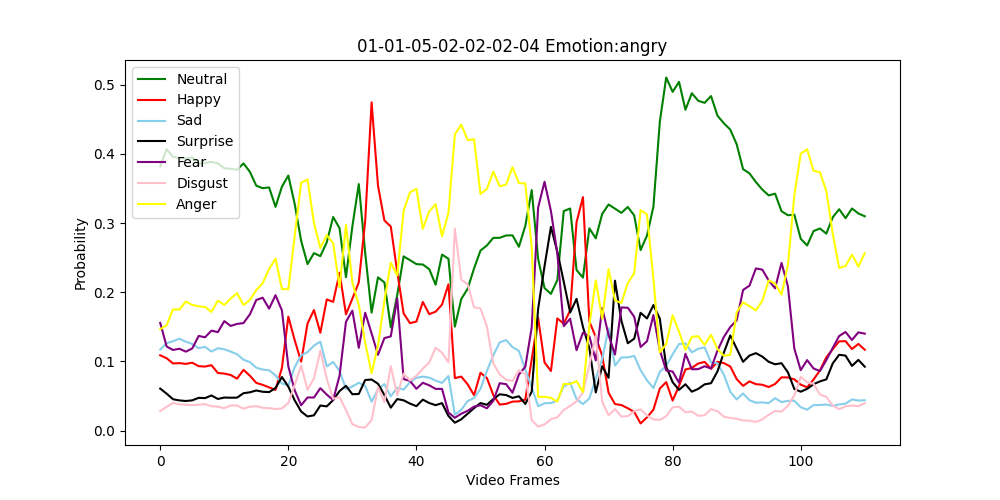 01-01-05-02-02-02-04 Emotion:angry
Probability
0.5
0.4
0.3
0.2
0.1
0.0
Neutral
Happy
Sad
Surprise
Fear
Disgust
Anger
0 20 40 60 80 100
Video Frames